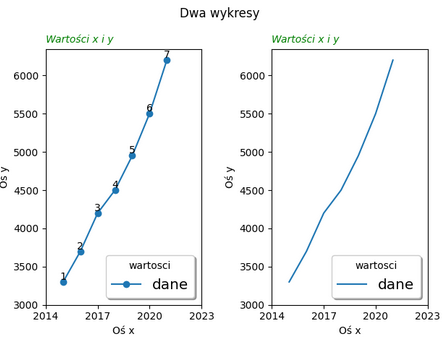 Dwa wykresy
Wartości x i y
Wartości x i y
6000
5500
5000
4500
4000
3500
3000
Oś y
1
2
3
4
5
6
7
wartosci
dane
2014
2017
2020
2023
Oś x
6000
5500
5000
4500
4000
3500
3000
Oś y
wartosci
dane
2014
2017
2020
2023
Oś x